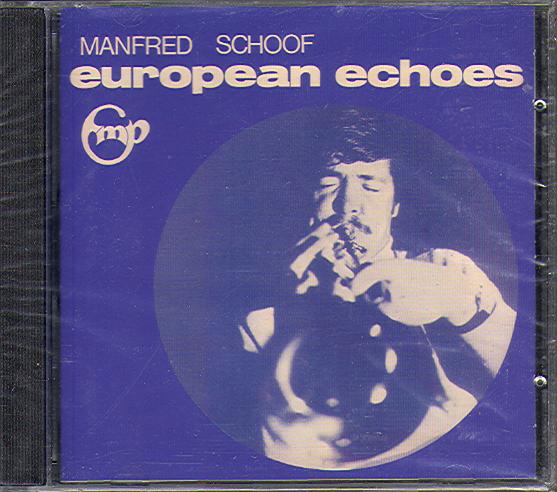 MANFRED SCHOOF
european echoes
fmp